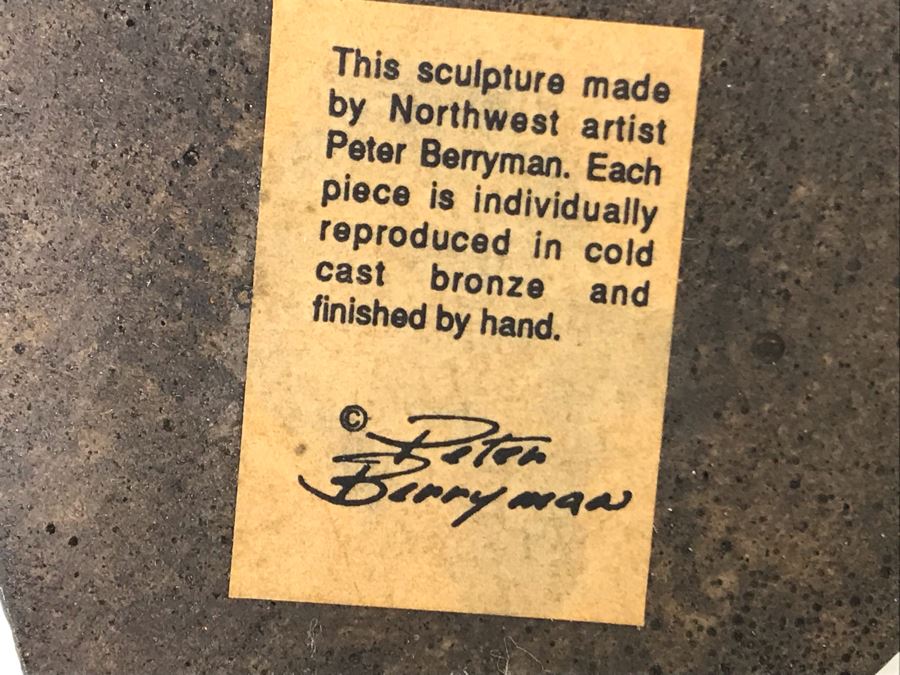 This sculpture made
by Northwest artist
Peter Berryman. Each
piece is individually
reproduced in cold
cast bronze and
finished by hand.
© Peter
Berryman